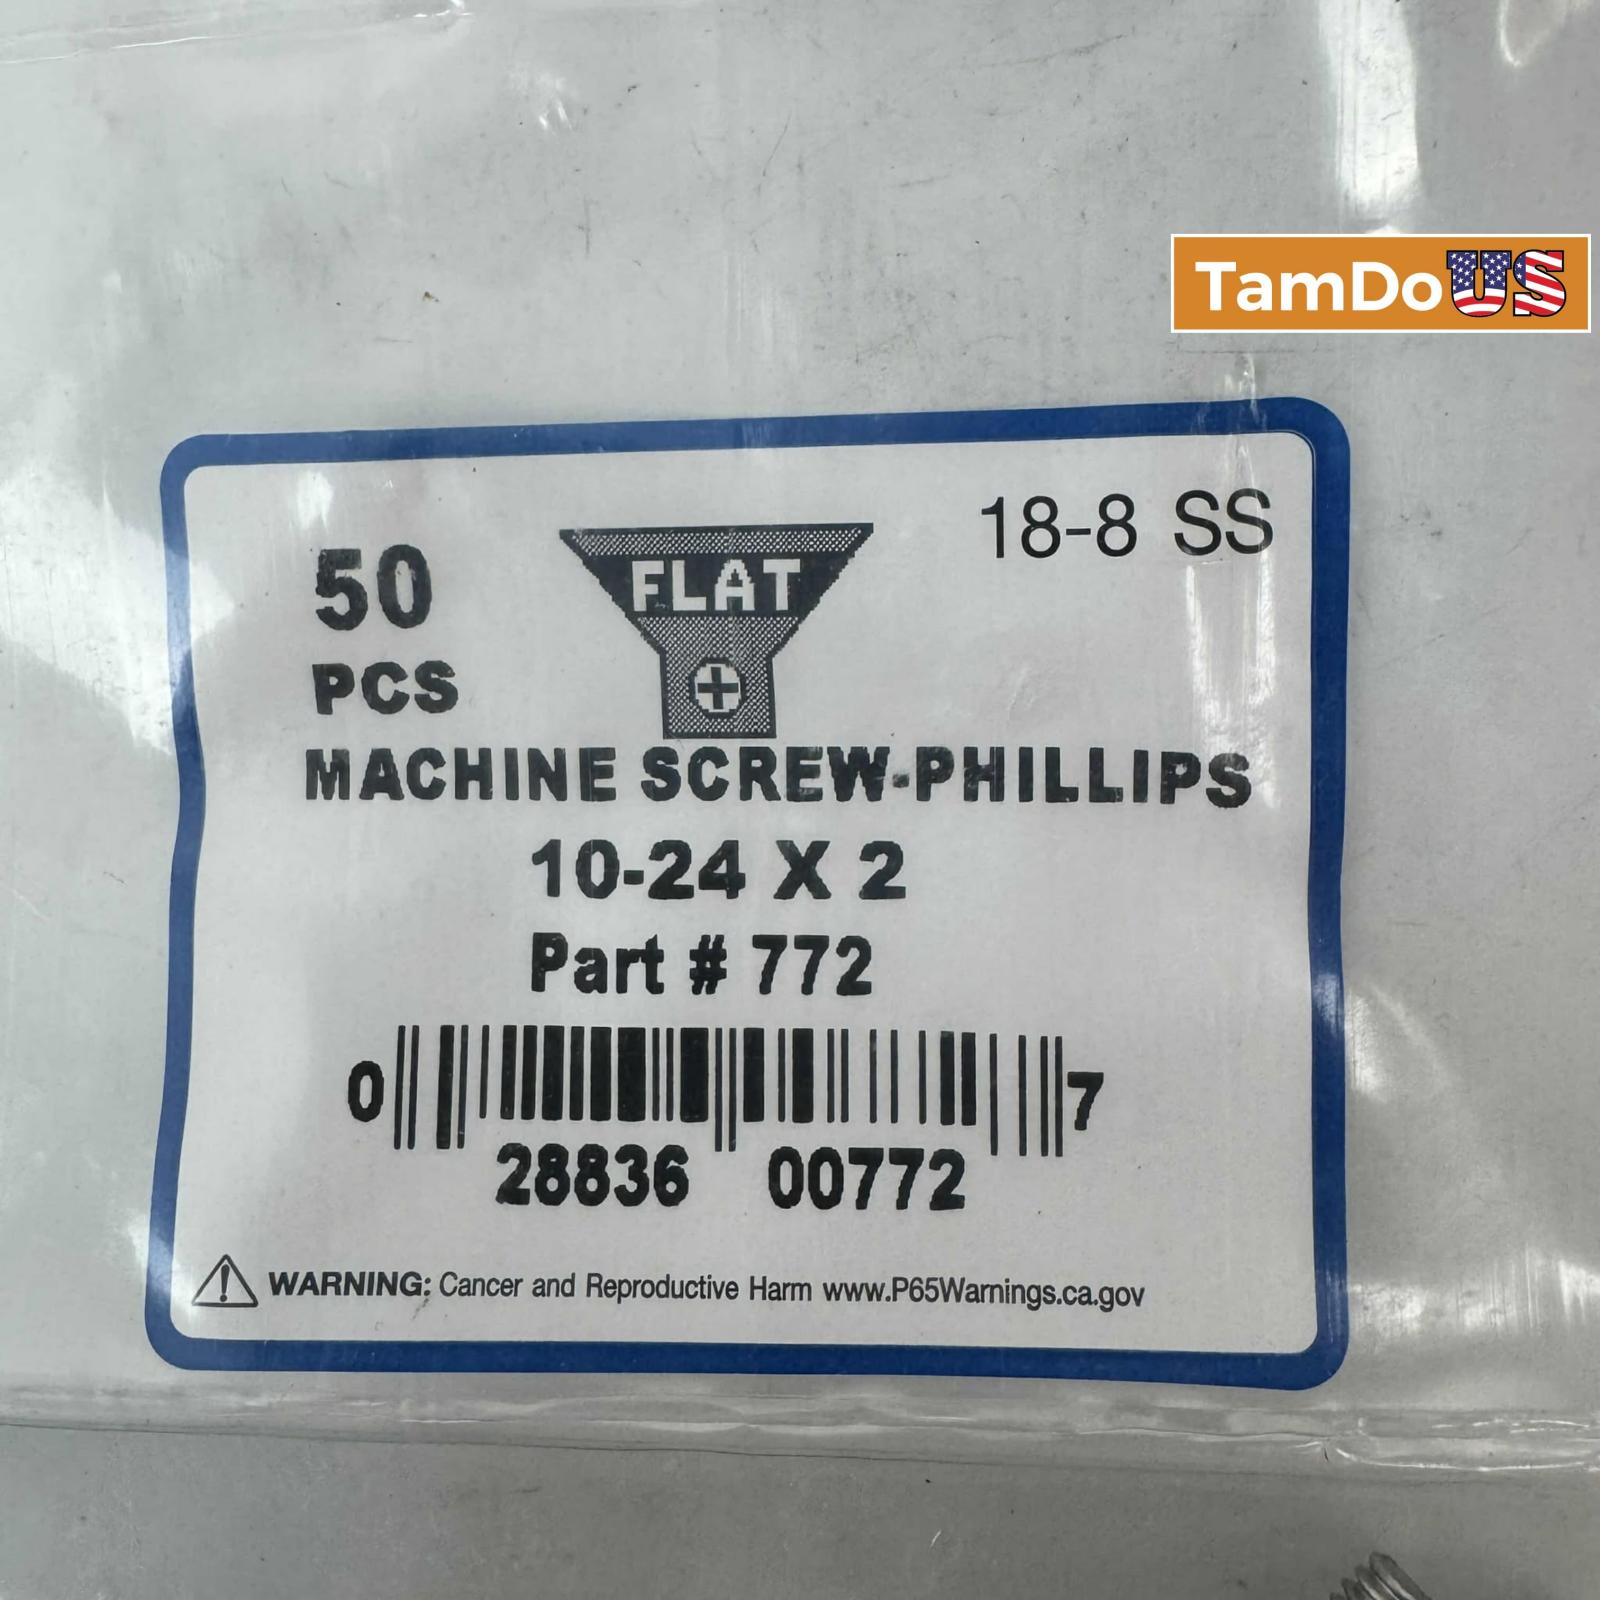 TamDoUS
18-8 SS
50
PCS
FLAT
MACHINE SCREW-PHILLIPS
10-24 X 2
Part # 772
0 28836 00772 7
WARNING: Cancer and Reproductive Harm www.P65Warnings.ca.gov